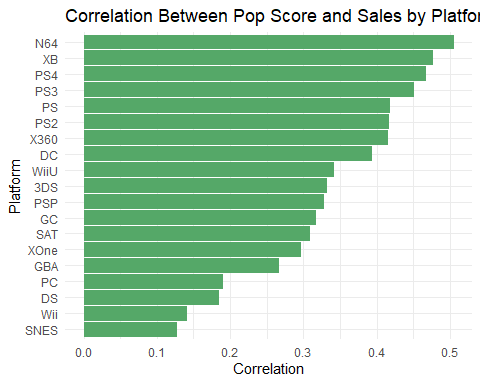 Correlation Between Pop Score and Sales by Platfor
N64
XB
PS4
PS3
PS
PS2
X360
DC
WiiU
3DS
PSP
GC
SAT
XOne
GBA
PC
DS
Wii
SNES
Platform
0.0 0.1 0.2 0.3 0.4 0.5
Correlation